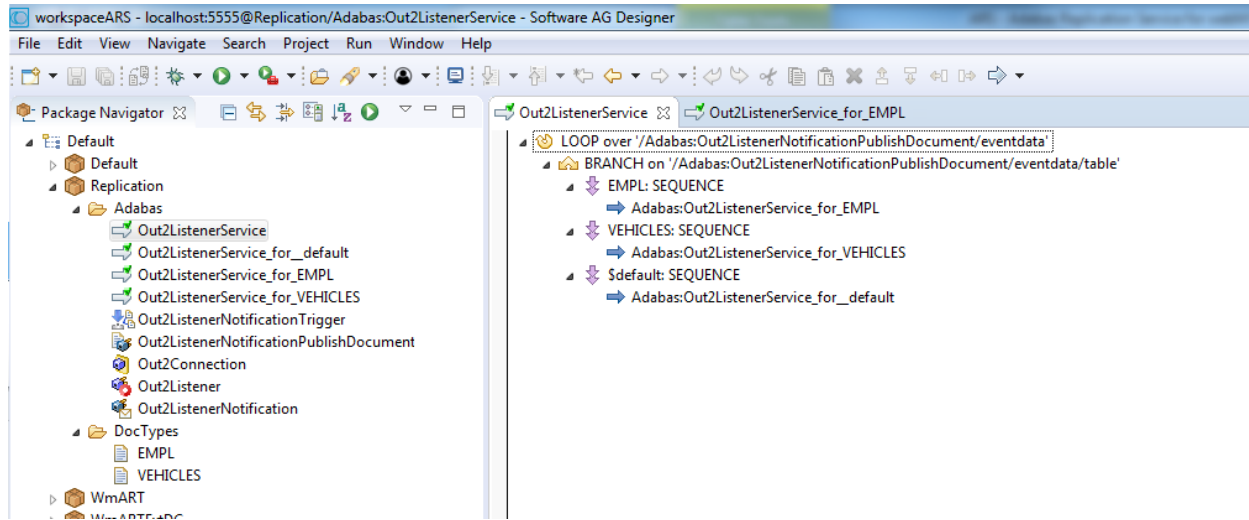 workspaceARS - localhost:5555@Replication/Adabas:Out2ListenerService - Software AG Designer
File Edit View Navigate Search Project Run Window Help
Package Navigator
Default
Default
Replication
Adabas
Out2ListenerService
Out2ListenerService_for__default
Out2ListenerService_for_EMPL
Out2ListenerService_for_VEHICLES
Out2ListenerNotificationTrigger
Out2ListenerNotificationPublishDocument
Out2Connection
Out2Listener
Out2ListenerNotification
DocTypes
EMPL
VEHICLES
WmART
WmARTExtDC
Out2ListenerService Out2ListenerService_for_EMPL
LOOP over '/Adabas:Out2ListenerNotificationPublishDocument/eventdata'
BRANCH on '/Adabas:Out2ListenerNotificationPublishDocument/eventdata/table'
EMPL: SEQUENCE
Adabas:Out2ListenerService_for_EMPL
VEHICLES: SEQUENCE
Adabas:Out2ListenerService_for_VEHICLES
$default: SEQUENCE
Adabas:Out2ListenerService_for__default